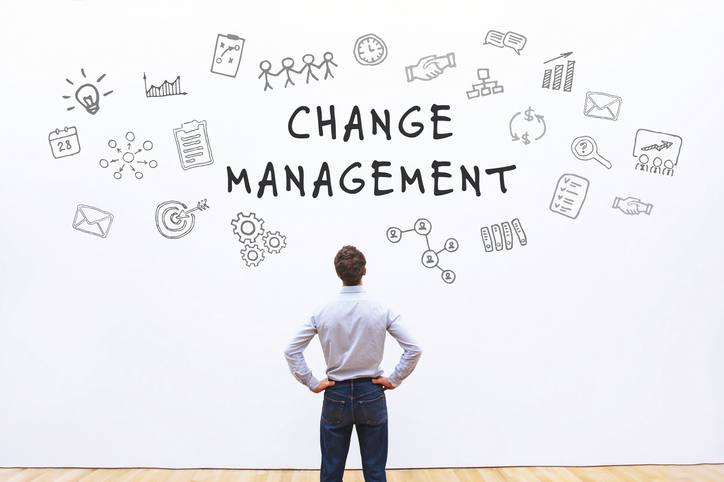 CHANGE
MANAGEMENT
28
$
$
?